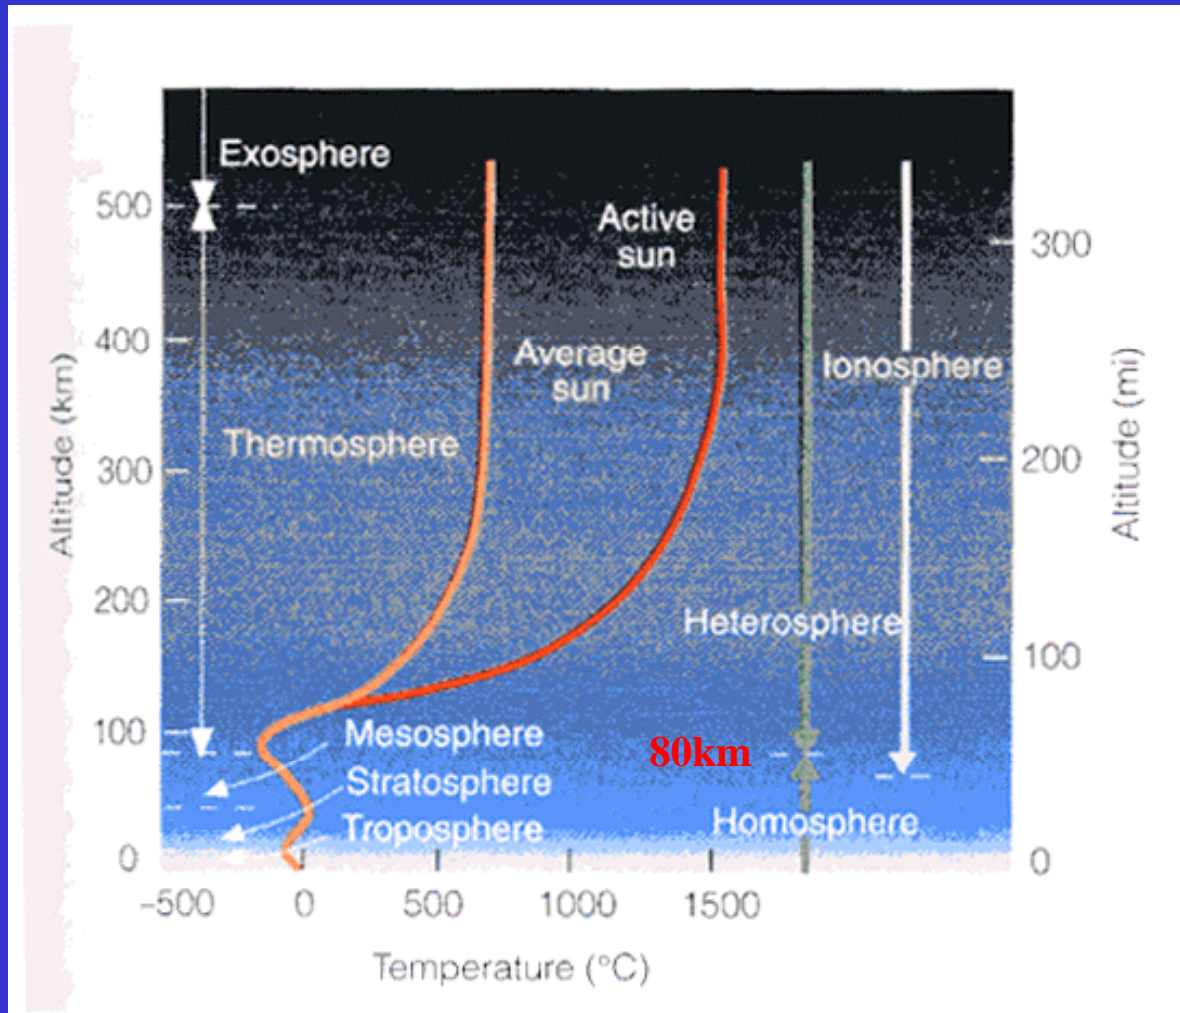 Exosphere
500
Active
sun
300
400
Average
sun
Ionosphere
Altitude (km)
Altitude (mi)
Thermosphere
300
200
200
Heterosphere
100
100
Mesosphere
80km
Stratosphere
Troposphere
Homosphere
0
0
−500
0
500
1000
1500
Temperature (°C)